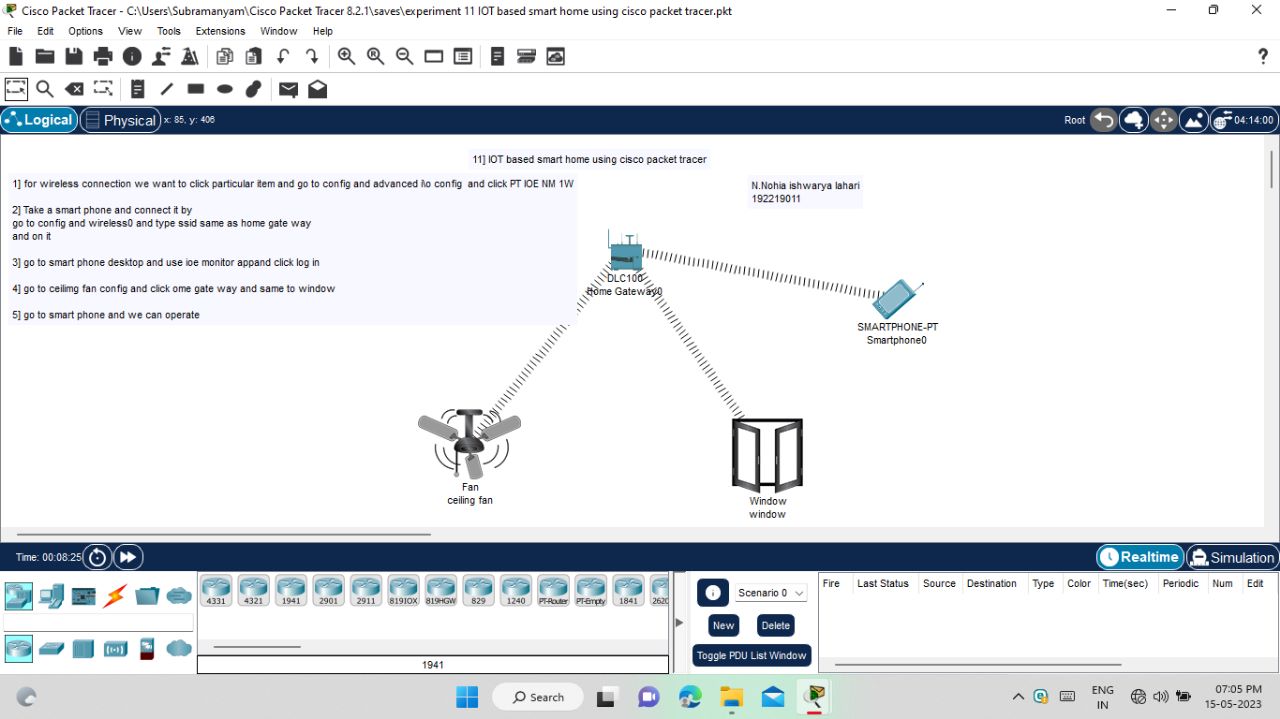 Cisco Packet Tracer - C:\Users\Subramanyam\Cisco Packet Tracer 8.2.1\saves\experiment 11 IOT based smart home using cisco packet tracer.pkt
File Edit Options View Tools Extensions Window Help
Logical Physical x: 85, y: 406 Root 04:14:00
11] IOT based smart home using cisco packet tracer
1] for wireless connection we want to click particular item and go to config and advanced i\o config and click PT IOE NM 1W
N.Nohia ishwarya lahari
192219011
2] Take a smart phone and connect it by
go to config and wireless0 and type ssid same as home gate way
and on it
3] go to smart phone desktop and use ioe monitor appand click log in
4] go to ceilimg fan config and click ome gate way and same to window
5] go to smart phone and we can operate
DLC100
Home Gateway0
SMARTPHONE-PT
Smartphone0
Fan
ceiling fan
Window
window
Time: 00:08:25 Realtime Simulation
4331 4321 1941 2901 2911 819IOX 819HGW 829 1240 PT-Router PT-Empty 1841 2620
1941
Scenario 0
New Delete
Toggle PDU List Window
Fire Last Status Source Destination Type Color Time(sec) Periodic Num Edit
Search
ENG
IN
07:05 PM
15-05-2023